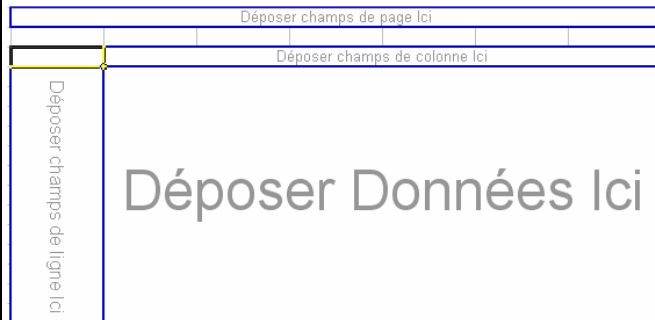 Déposer champs de page Ici
Déposer champs de colonne Ici
Déposer champs de ligne Ici
Déposer Données Ici